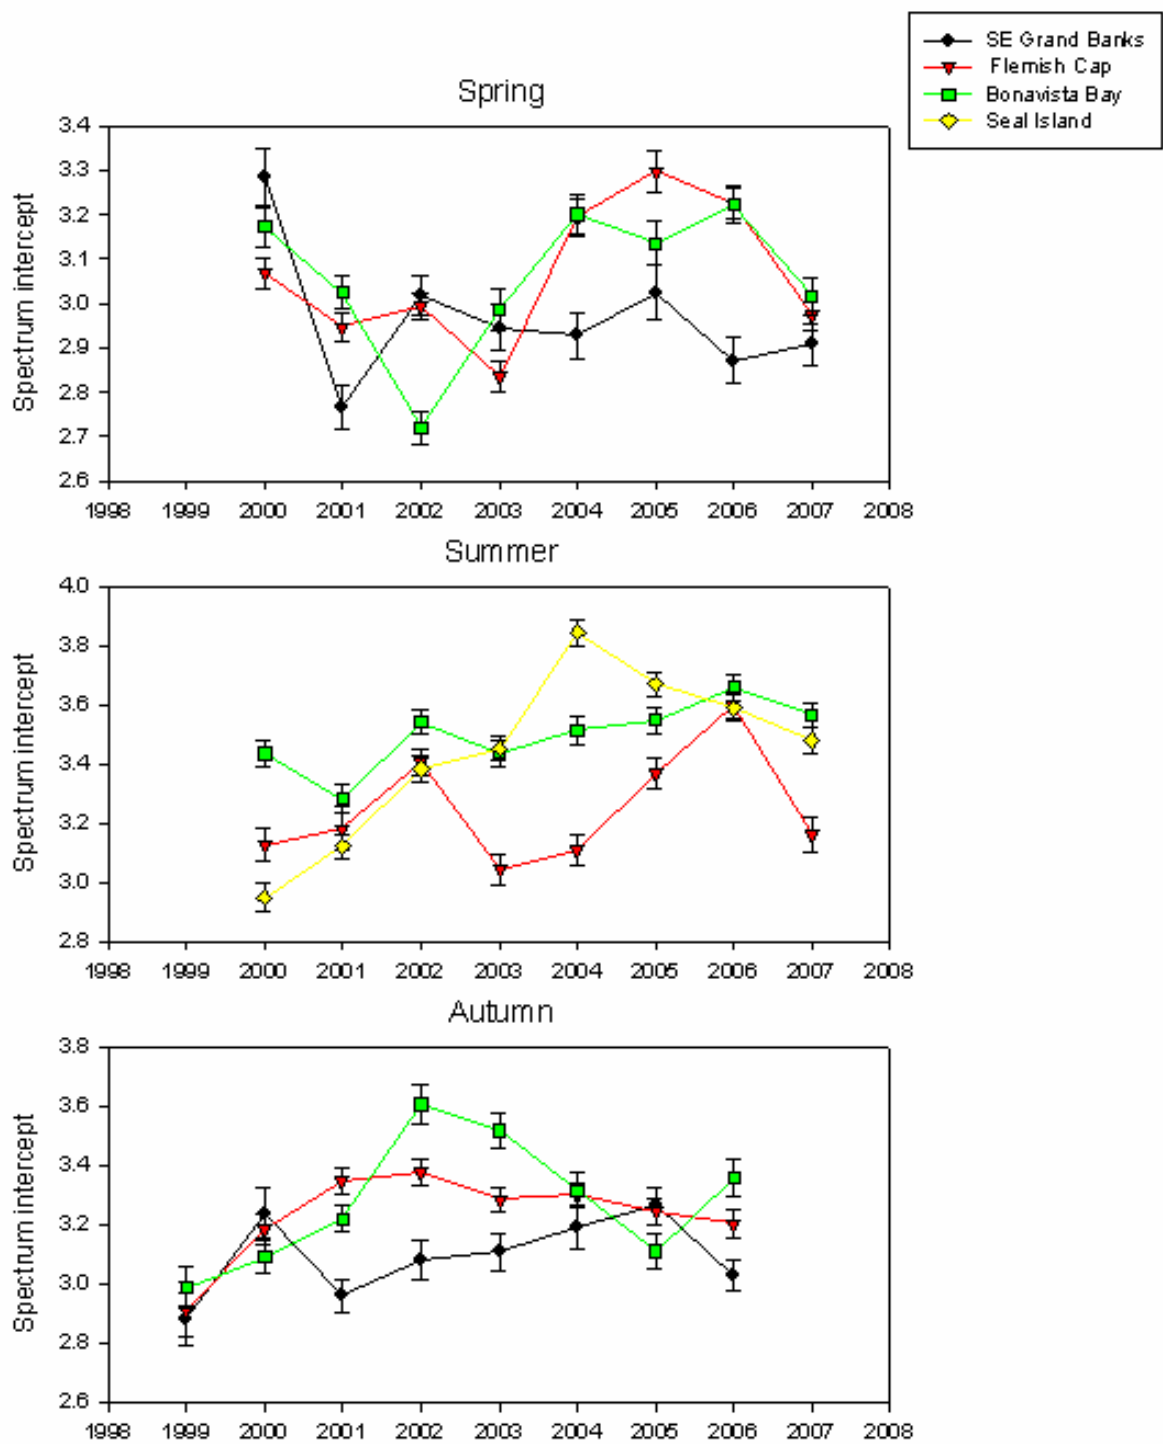 SE Grand Banks
Flemish Cap
Bonavista Bay
Seal Island
Spring
Spectrum intercept
3.4
3.3
3.2
3.1
3.0
2.9
2.8
2.7
2.6
1998 1999 2000 2001 2002 2003 2004 2005 2006 2007 2008
Summer
Spectrum intercept
4.0
3.8
3.6
3.4
3.2
3.0
2.8
1998 1999 2000 2001 2002 2003 2004 2005 2006 2007 2008
Autumn
Spectrum intercept
3.8
3.6
3.4
3.2
3.0
2.8
2.6
1998 1999 2000 2001 2002 2003 2004 2005 2006 2007 2008